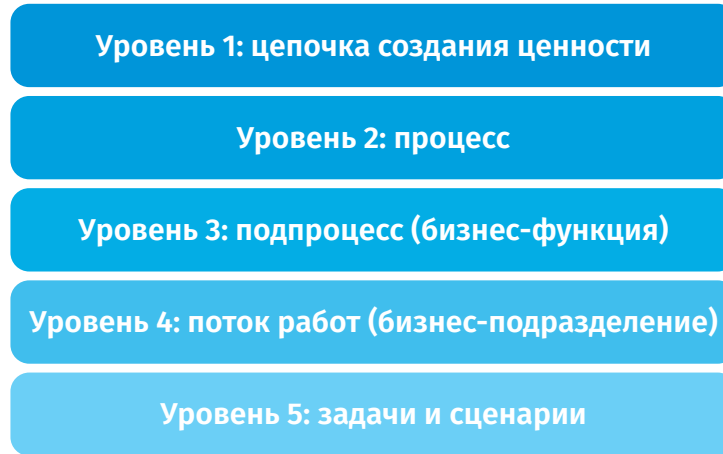 Уровень 1: цепочка создания ценности
Уровень 2: процесс
Уровень 3: подпроцесс (бизнес-функция)
Уровень 4: поток работ (бизнес-подразделение)
Уровень 5: задачи и сценарии